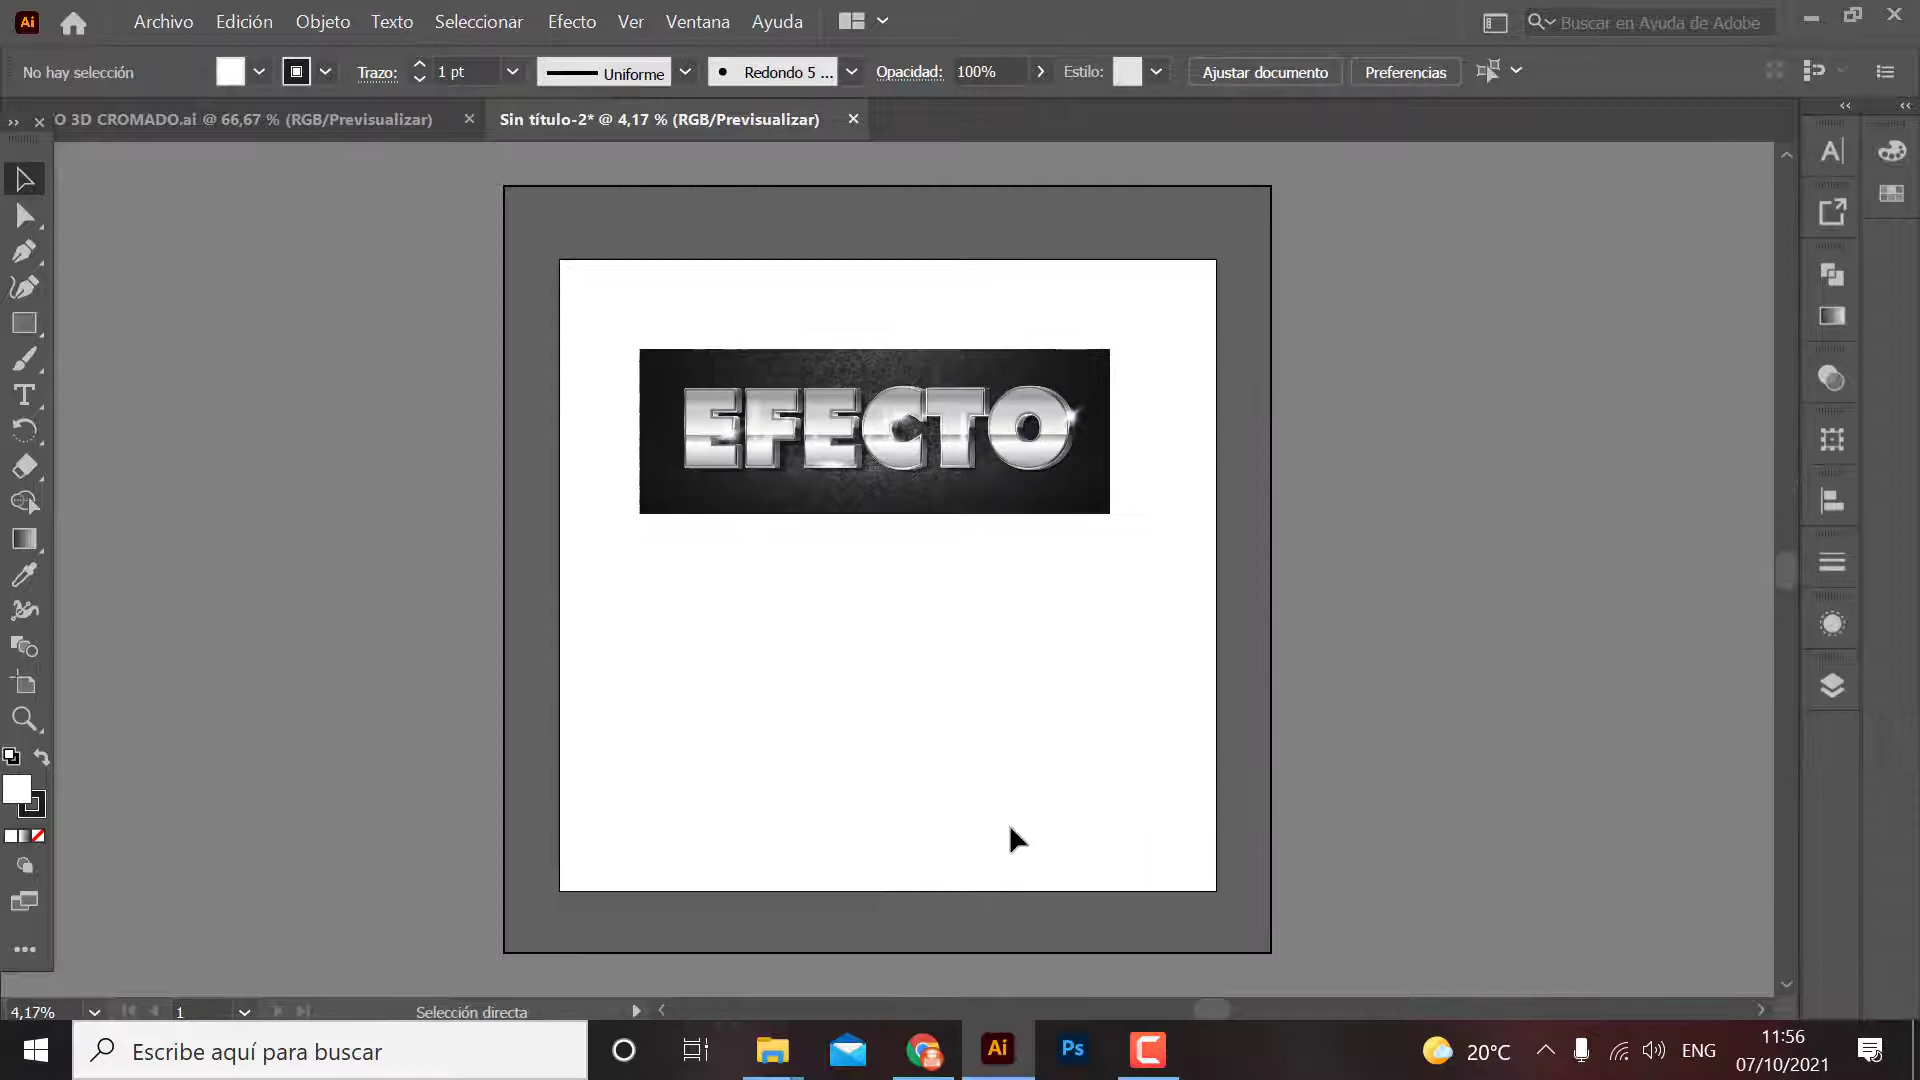 Ai Archivo Edición Objeto Texto Seleccionar Efecto Ver Ventana Ayuda Buscar en Ayuda de Adobe
No hay selección Trazo: 1 pt Uniforme Redondo 5 ... Opacidad: 100% Estilo: Ajustar documento Preferencias
O 3D CROMADO.ai @ 66,67 % (RGB/Previsualizar) Sin título-2* @ 4,17 % (RGB/Previsualizar)
EFECTO
4,17% 1 Selección directa
Escribe aquí para buscar Ai Ps 20°C ENG 11:56
07/10/2021